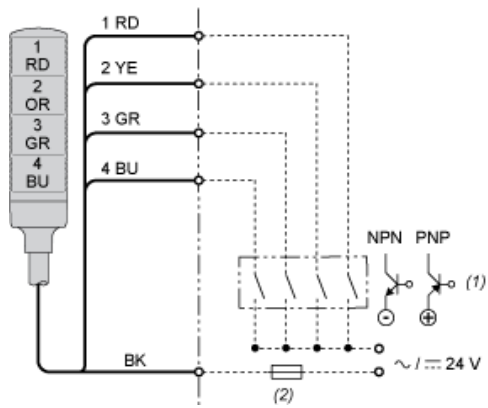 1
RD
2
OR
3
GR
4
BU
1 RD
2 YE
3 GR
4 BU
NPN PNP
(1)
BK
(2)
~ / ⎓ 24 V